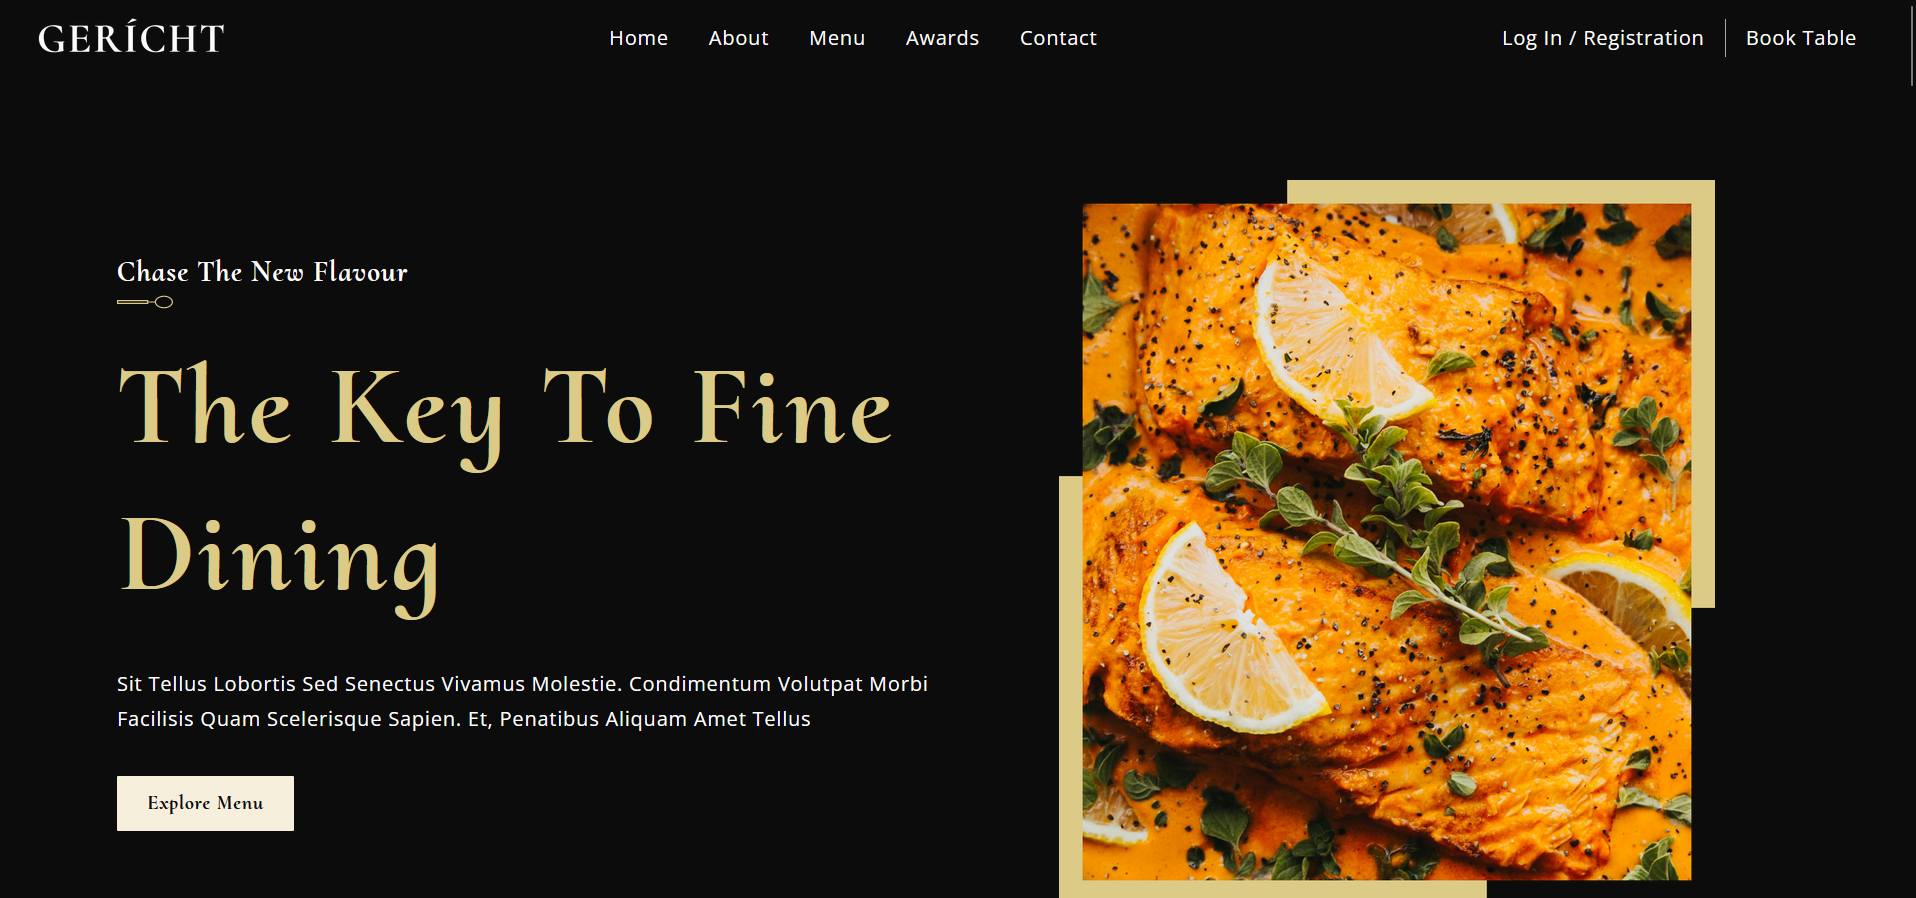 GERÍCHT
Home About Menu Awards Contact
Log In / Registration Book Table
Chase The New Flavour
The Key To Fine
Dining
Sit Tellus Lobortis Sed Senectus Vivamus Molestie. Condimentum Volutpat Morbi
Facilisis Quam Scelerisque Sapien. Et, Penatibus Aliquam Amet Tellus
Explore Menu